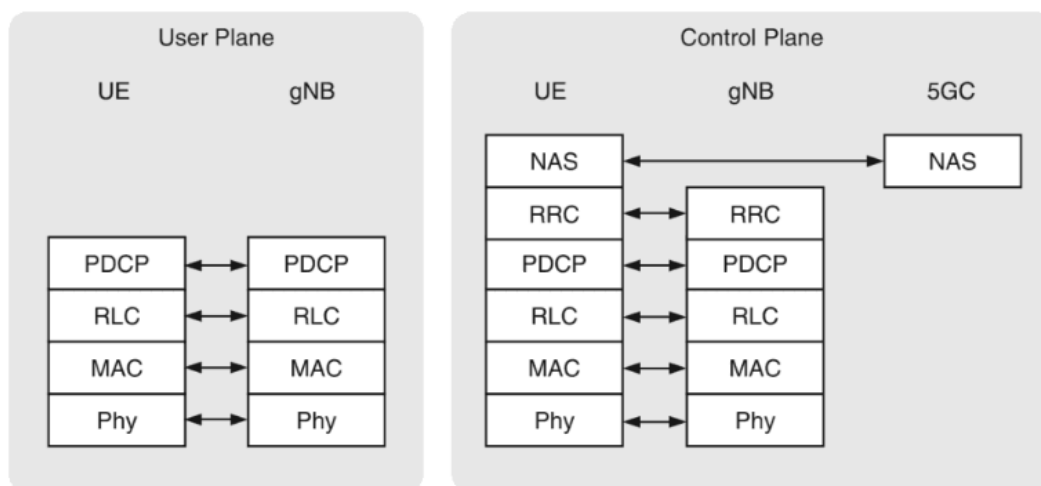 User Plane
UE gNB
PDCP PDCP
RLC RLC
MAC MAC
Phy Phy
Control Plane
UE gNB 5GC
NAS NAS
RRC RRC
PDCP PDCP
RLC RLC
MAC MAC
Phy Phy